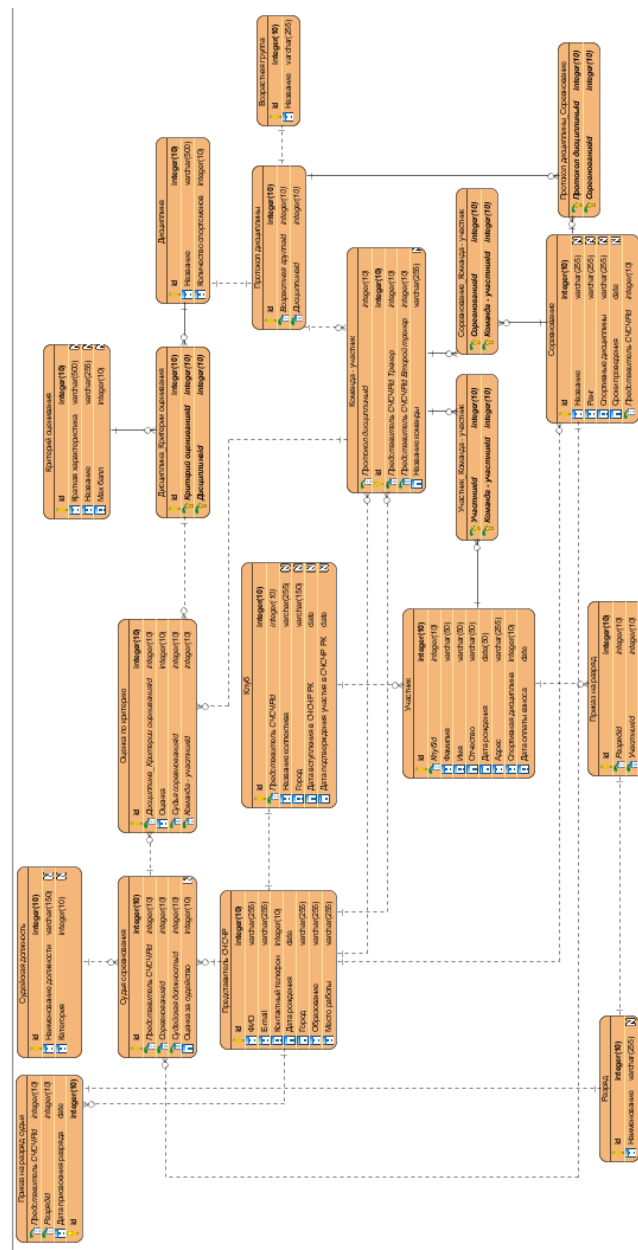 Приказ на разряд судьи
Представитель СЧСЧРId integer(10)
Разрядid integer(10)
Дата присвоения разряда date
id integer(10)
Судейская должность
id integer(10)
Наименование должности varchar(150) N
Категория integer(10) N
Судья соревнования
id integer(10)
Представитель СЧСЧРId integer(10)
Соревнованиеid integer(10)
Судейская должностьid integer(10)
Оценка за судейство integer(10) N
Оценка по критерию
id integer(10)
Дисциплина_Критерии оцениванияid integer(10)
Оценка integer(10)
Судья соревнованияid integer(10)
Команда - участникid integer(10)
Критерий оценивания
id integer(10)
Краткая характеристика varchar(500) N
Название varchar(255) N
Max балл integer(10) N
Дисциплина_Критерии оценивания
id integer(10)
Критерий оцениванияid integer(10)
Дисциплинаid integer(10)
Дисциплина
id integer(10)
Название varchar(500)
Количество спортсменов integer(10)
Возрастная группа
id integer(10)
Название varchar(255)
Протокол дисциплины
id integer(10)
Возрастная группаid integer(10)
Дисциплинаid integer(10)
Представитель СЧСЧР
id integer(10)
ФИО varchar(255)
E-mail varchar(255)
Контактный телефон integer(10)
Дата рождения date
Город varchar(255)
Образование varchar(255)
Место работы varchar(255)
Клуб
id integer(10)
Представитель СЧСЧРId integer(10)
Название коллектива varchar(255) N
Город varchar(150) N
Дата вступления в СЧСЧР РК date N
Дата подтверждения участия в СЧСЧР РК date N
Команда - участник
Протокол дисциплиныid integer(10)
id integer(10)
Представитель СЧСЧРId Тренер integer(10)
Представитель СЧСЧРId Второй тренер integer(10)
Название команды varchar(255) N
Участник
id integer(10)
Клубid integer(10)
Фамилия varchar(50)
Имя varchar(50)
Отчество varchar(50)
Дата рождения date(50)
Адрес varchar(255)
Спортивная дисциплина integer(10)
Дата оплаты взноса date
Участник_Команда - участник
Участникid integer(10)
Команда - участникid integer(10)
Соревнование_Команда - участник
Соревнованиеid integer(10)
Команда - участникid integer(10)
Протокол дисциплины_Соревнование
Протокол дисциплиныid integer(10)
Соревнованиеid integer(10)
Соревнование
id integer(10)
Название varchar(255) N
Ранг varchar(255) N
Спортивные дисциплины varchar(255) N
Сроки проведения date N
Представитель СЧСЧРId integer(10)
Приказ на разряд
id integer(10)
Разрядid integer(10)
Участникid integer(10)
Разряд
id integer(10)
Наименование varchar(255) N